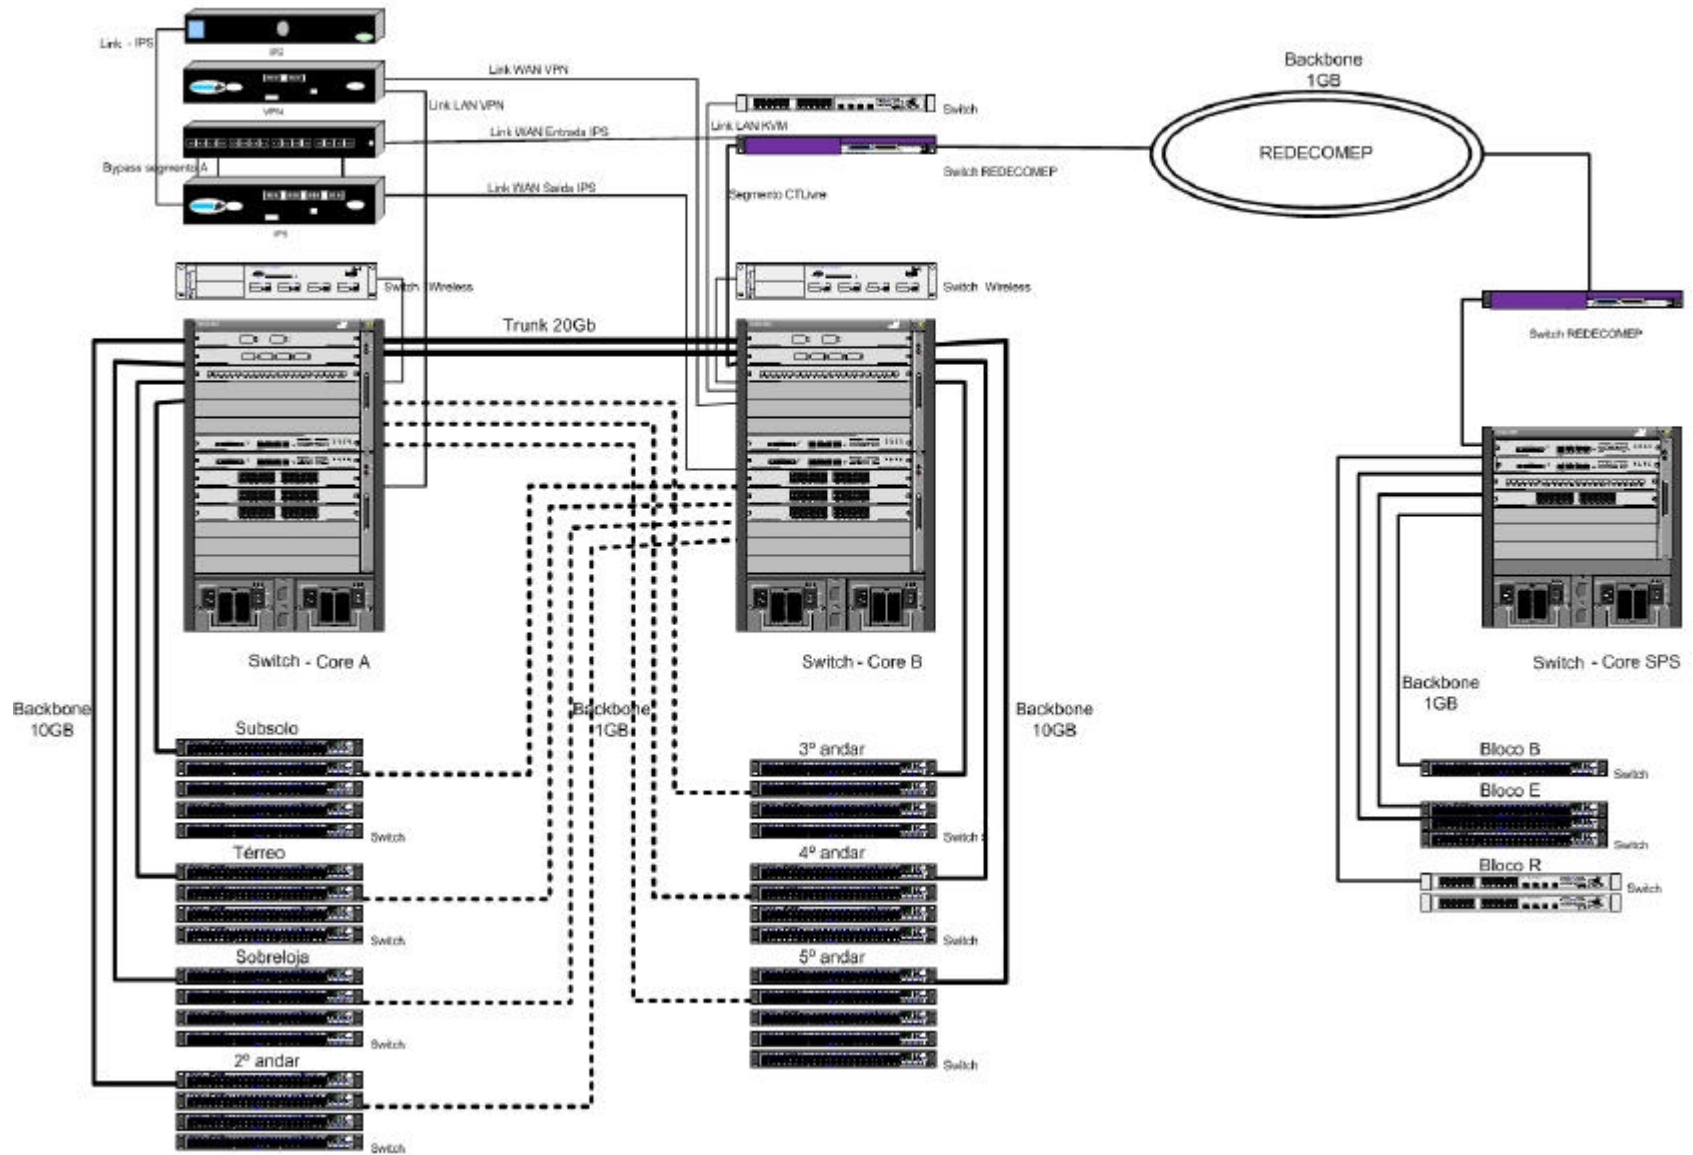 Link - IPS
IPS
VPN
Bypass segmento A
IPS
Link WAN VPN
Link LAN VPN
Link WAN Entrada IPS
Link WAN Saida IPS
Switch
Link LAN KVM
Switch REDECOMEP
Segmento CTLivre
Backbone
1GB
REDECOMEP
Switch Wireless
Switch Wireless
Switch REDECOMEP
Trunk 20Gb
Switch - Core A
Switch - Core B
Switch - Core SPS
Backbone
10GB
Backbone
1GB
Backbone
10GB
Backbone
1GB
Subsolo
Switch
Térreo
Switch
Sobreloja
Switch
2º andar
Switch
3º andar
Switch
4º andar
Switch
5º andar
Switch
Bloco B
Switch
Bloco E
Switch
Bloco R
Switch